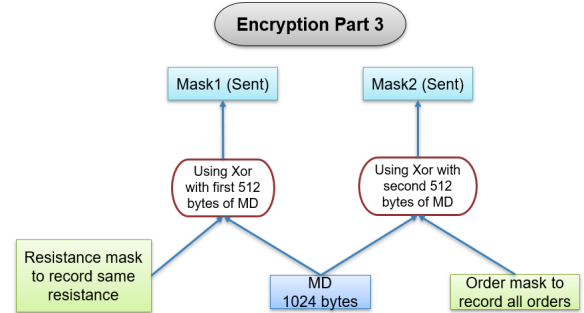 Encryption Part 3
Mask1 (Sent)
Mask2 (Sent)
Using Xor
with first 512
bytes of MD
Using Xor with
second 512
bytes of MD
Resistance mask
to record same
resistance
MD
1024 bytes
Order mask to
record all orders